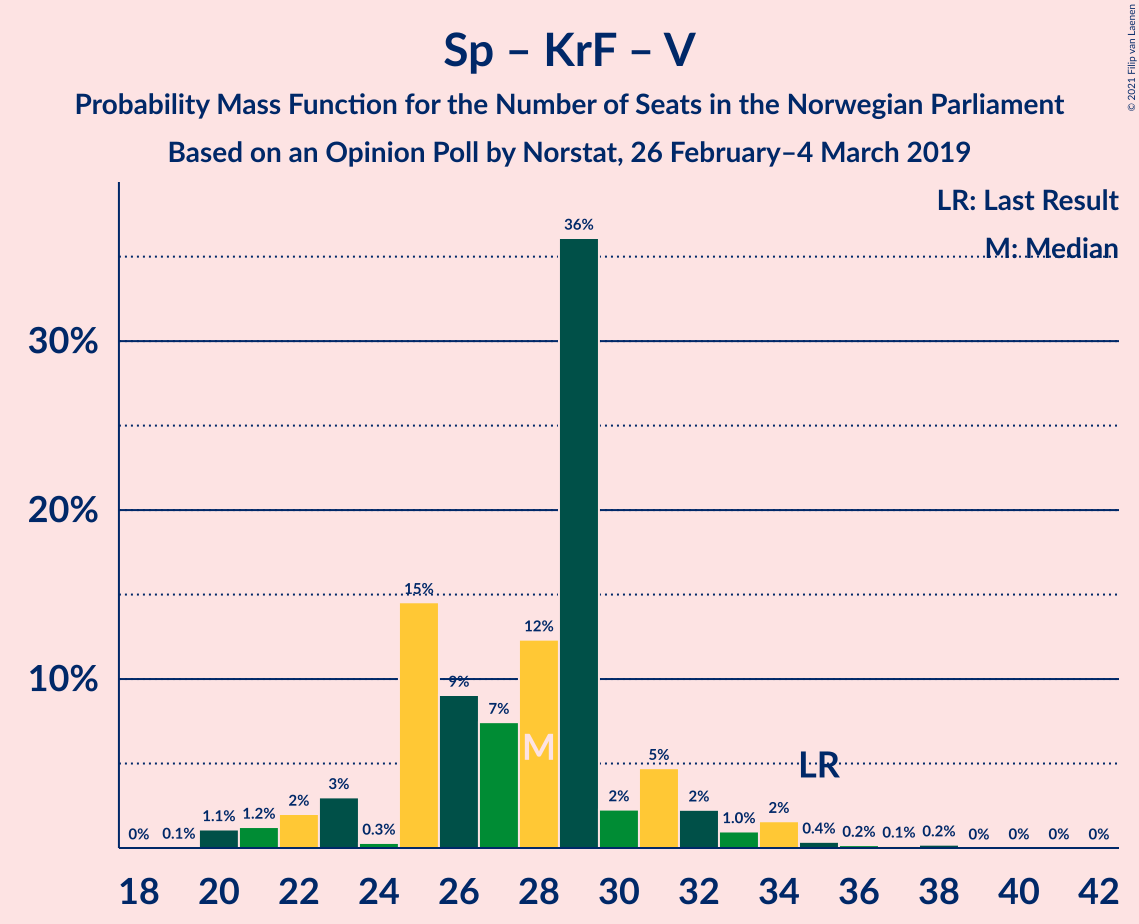 Sp – KrF – V
Probability Mass Function for the Number of Seats in the Norwegian Parliament
Based on an Opinion Poll by Norstat, 26 February–4 March 2019
© 2021 Filip van Laenen
LR: Last Result
M: Median
30%
20%
10%
0% 0.1% 1.1% 1.2% 2% 3% 0.3% 15% 9% 7% 12% 36% 2% 5% 2% 1.0% 2% 0.4% 0.2% 0.1% 0.2% 0% 0% 0% 0%
M
LR
18 20 22 24 26 28 30 32 34 36 38 40 42